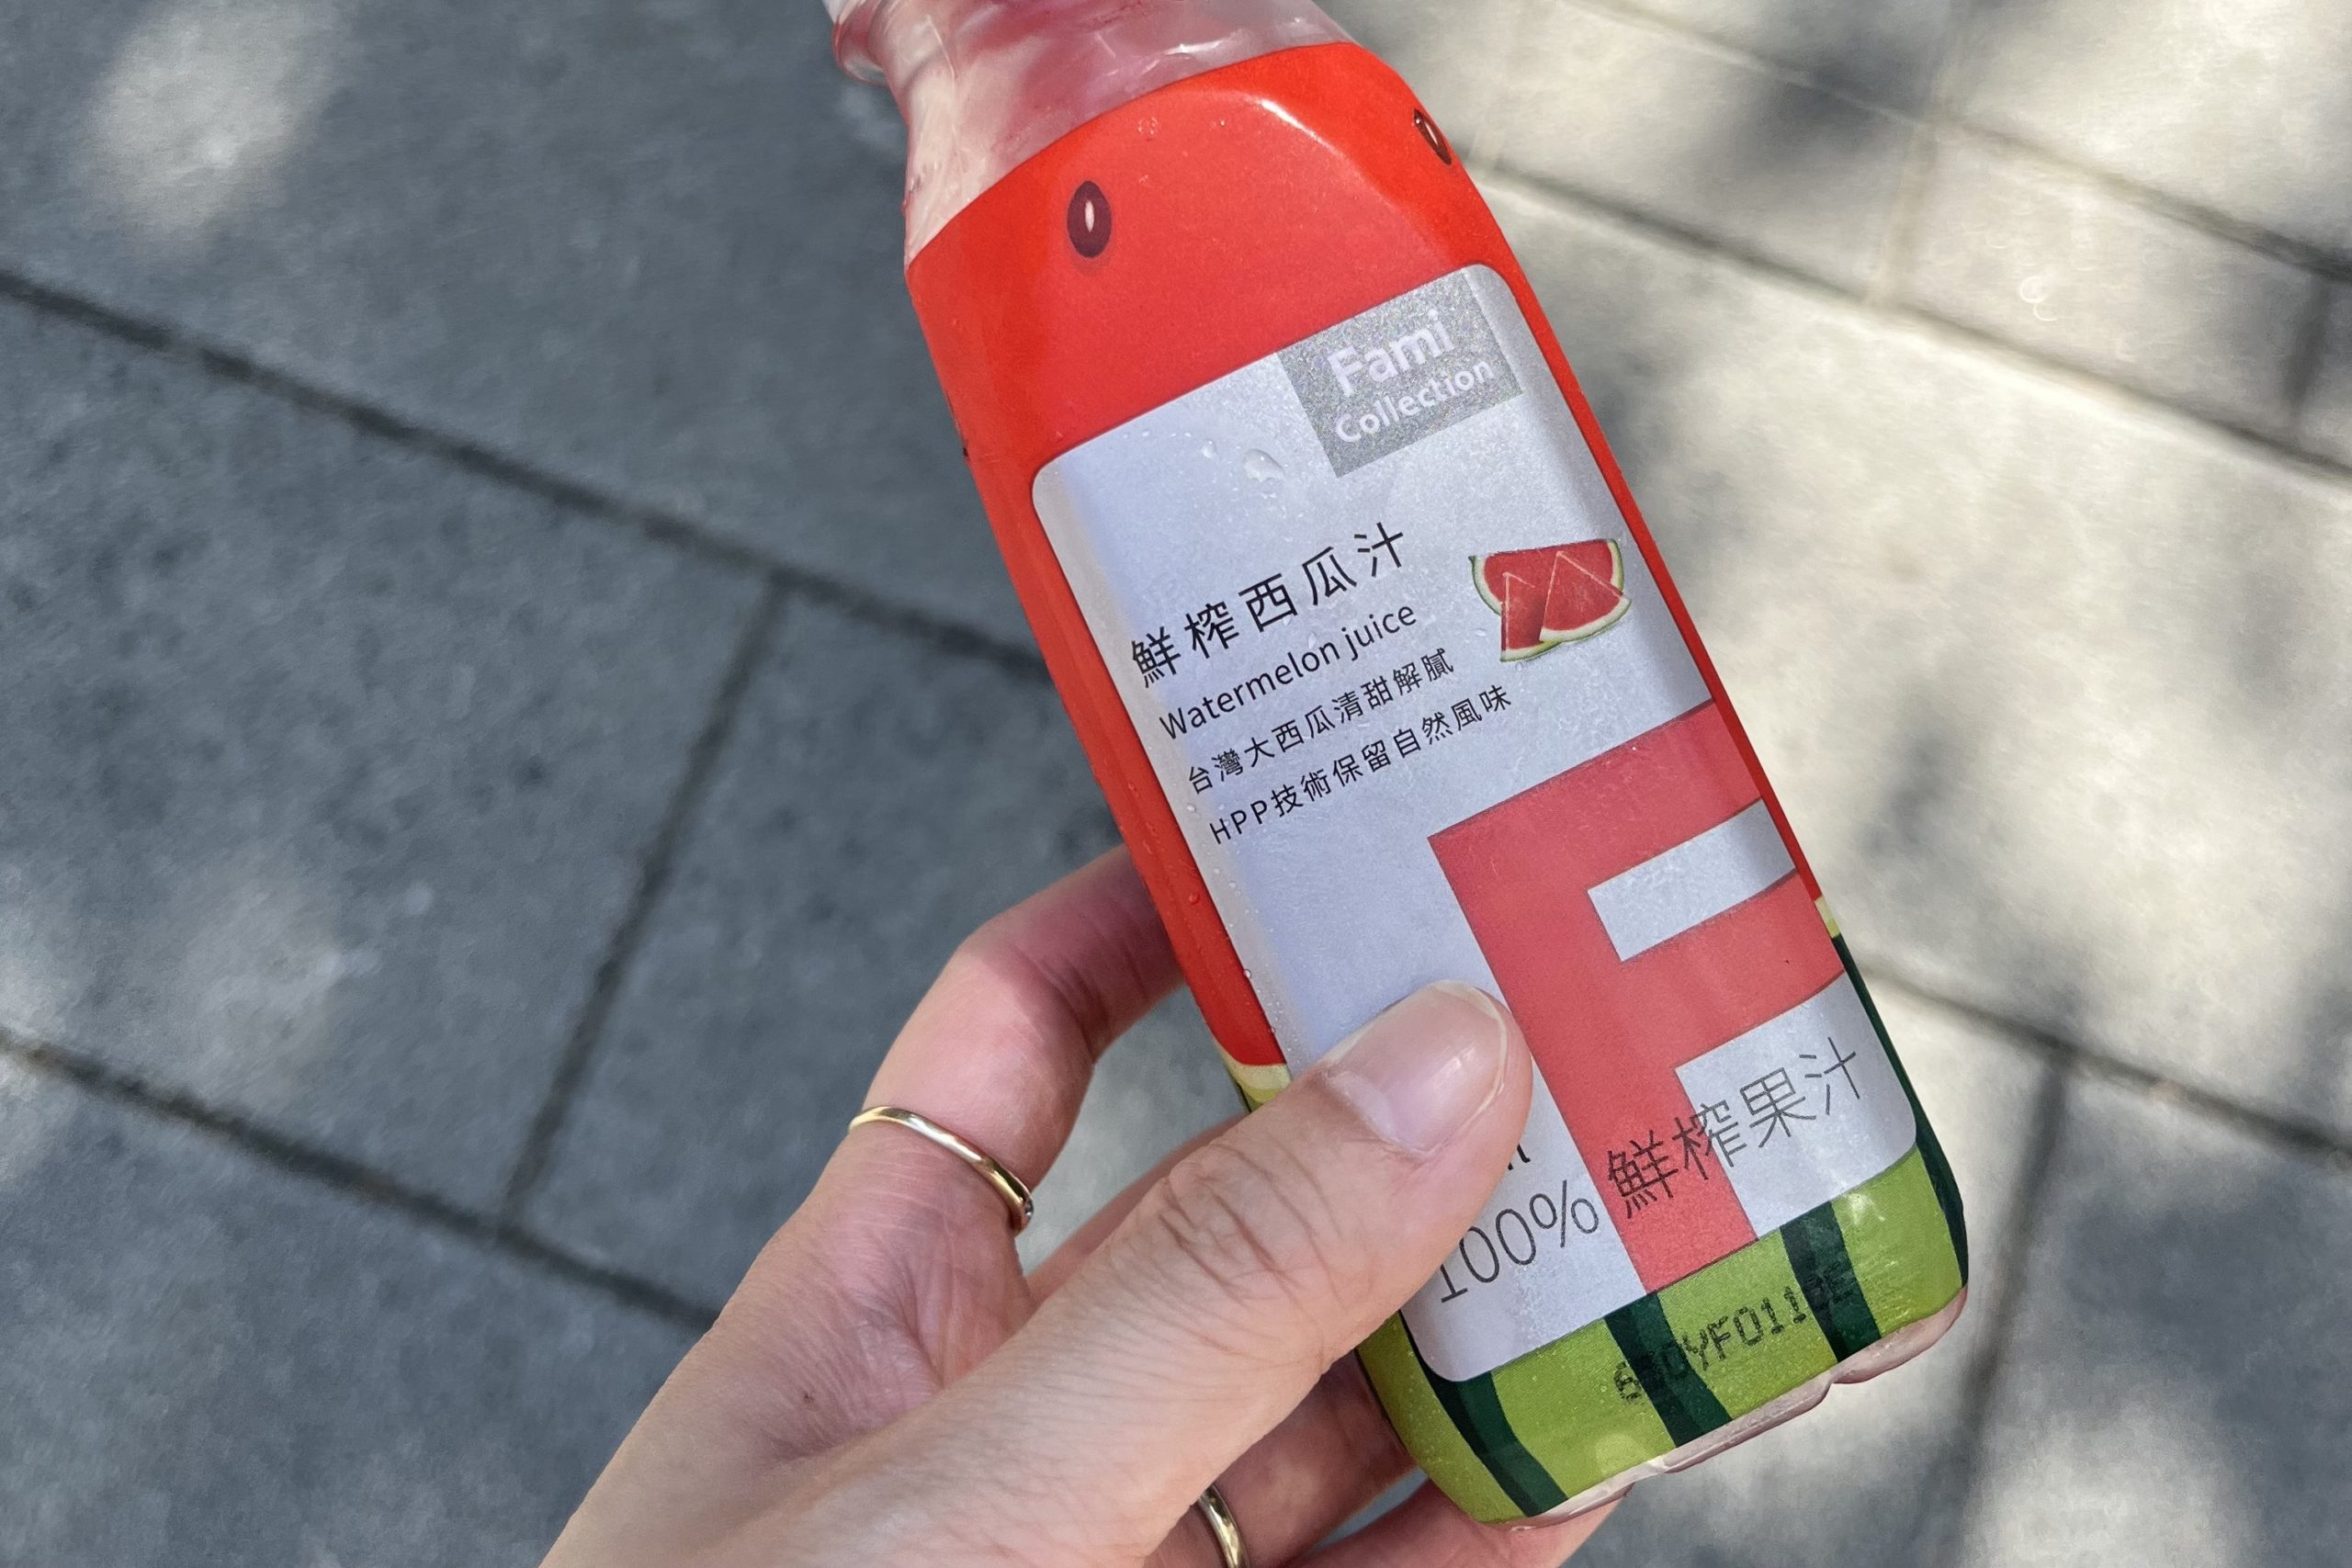 Fami
Collection
鮮榨西瓜汁
Watermelon juice
台灣大西瓜清甜解膩
HPP技術保留自然風味
F
100% 鮮榨果汁